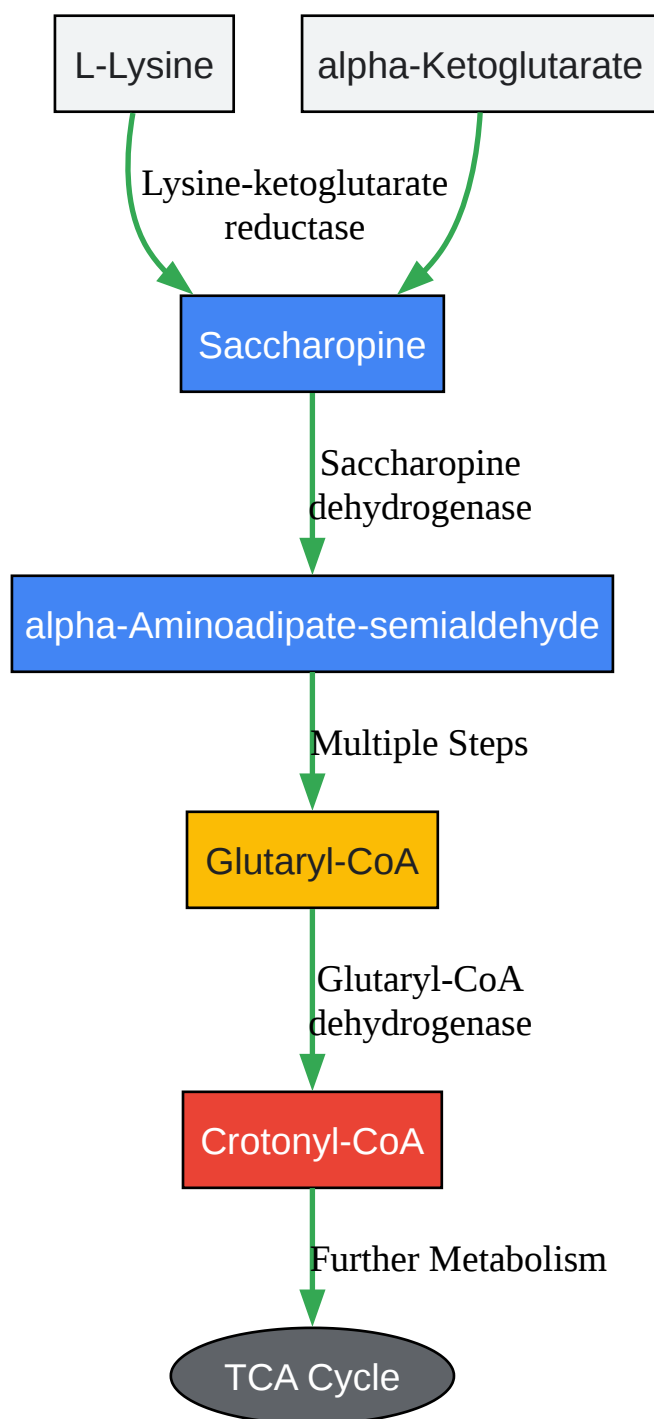 L-Lysine
alpha-Ketoglutarate
Lysine-ketoglutarate
reductase
Saccharopine
Saccharopine
dehydrogenase
alpha-Aminoadipate-semialdehyde
Multiple Steps
Glutaryl-CoA
Glutaryl-CoA
dehydrogenase
Crotonyl-CoA
Further Metabolism
TCA Cycle